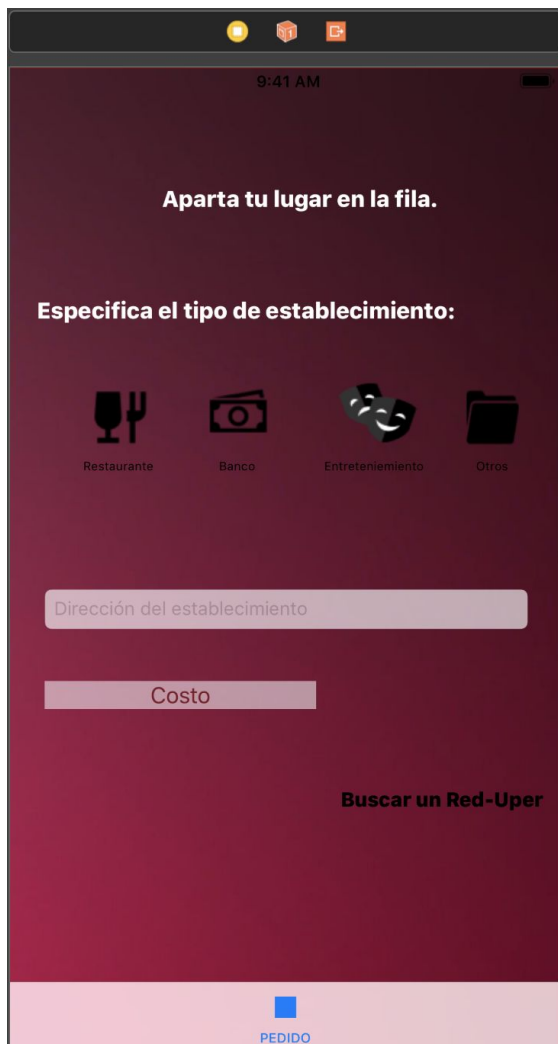 9:41 AM
Aparta tu lugar en la fila.
Especifica el tipo de establecimiento:
Restaurante Banco Entreteniemiento Otros
Dirección del establecimiento
Costo
Buscar un Red-Uper
PEDIDO